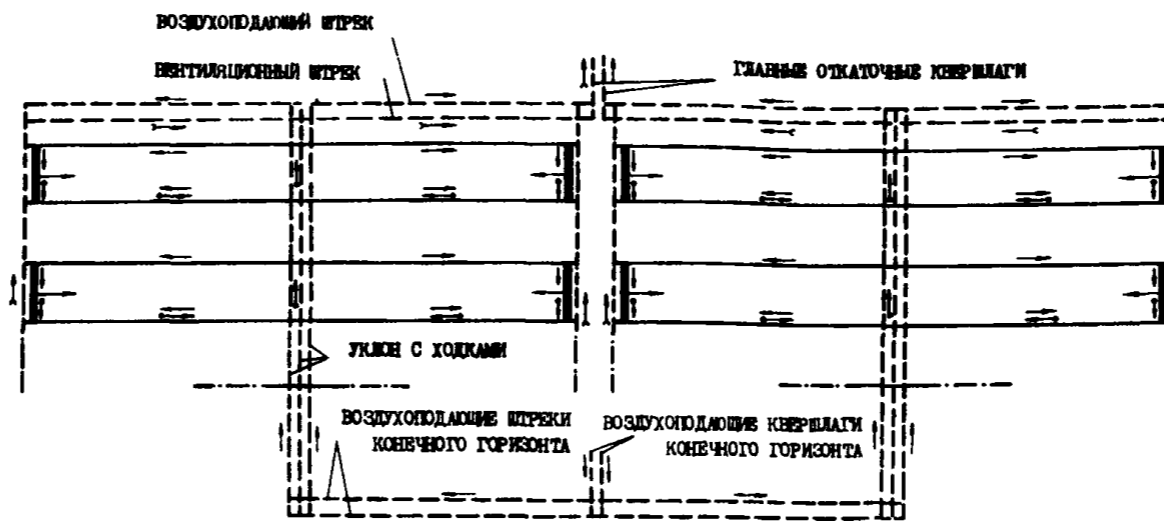 ВОЗДУХОПОДАЮЩИЙ ШТРЕК
ВЕНТИЛЯЦИОННЫЙ ШТРЕК
ГЛАВНЫЕ ОТКАТОЧНЫЕ КВЕРШЛАГИ
УКЛОН С ХОДКАМИ
ВОЗДУХОПОДАЮЩИЕ ШТРЕКИ
КОНЕЧНОГО ГОРИЗОНТА
ВОЗДУХОПОДАЮЩИЕ КВЕРШЛАГИ
КОНЕЧНОГО ГОРИЗОНТА